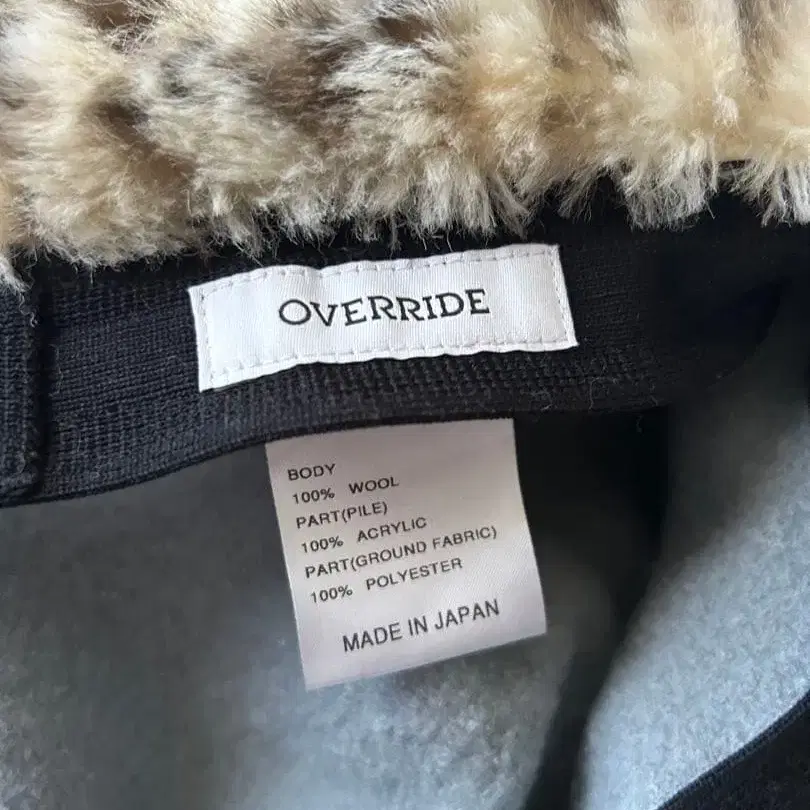 OVERRIDE
BODY
100% WOOL
PART(PILE)
100% ACRYLIC
PART(GROUND FABRIC)
100% POLYESTER
MADE IN JAPAN